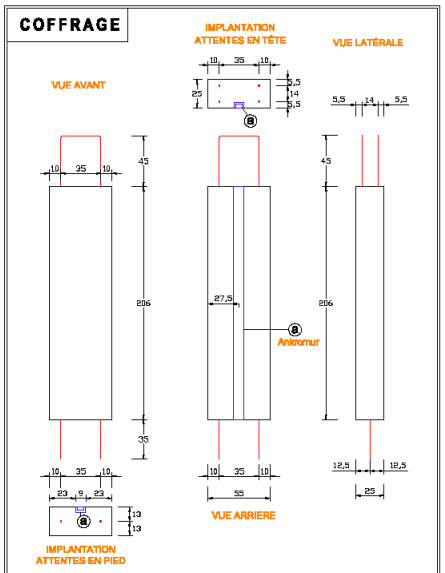 COFFRAGE
IMPLANTATION
ATTENTES EN TÊTE
VUE LATÉRALE
VUE AVANT
10 35 10
25
5,5
14
5,5
a
5,5 14 5,5
10 35 10
45
45
45
206
206
206
27,5
a
Ankromur
35
35
10 35 10
10 35 10
12,5 12,5
23 9 23
55
25
a
13
13
VUE ARRIERE
IMPLANTATION
ATTENTES EN PIED